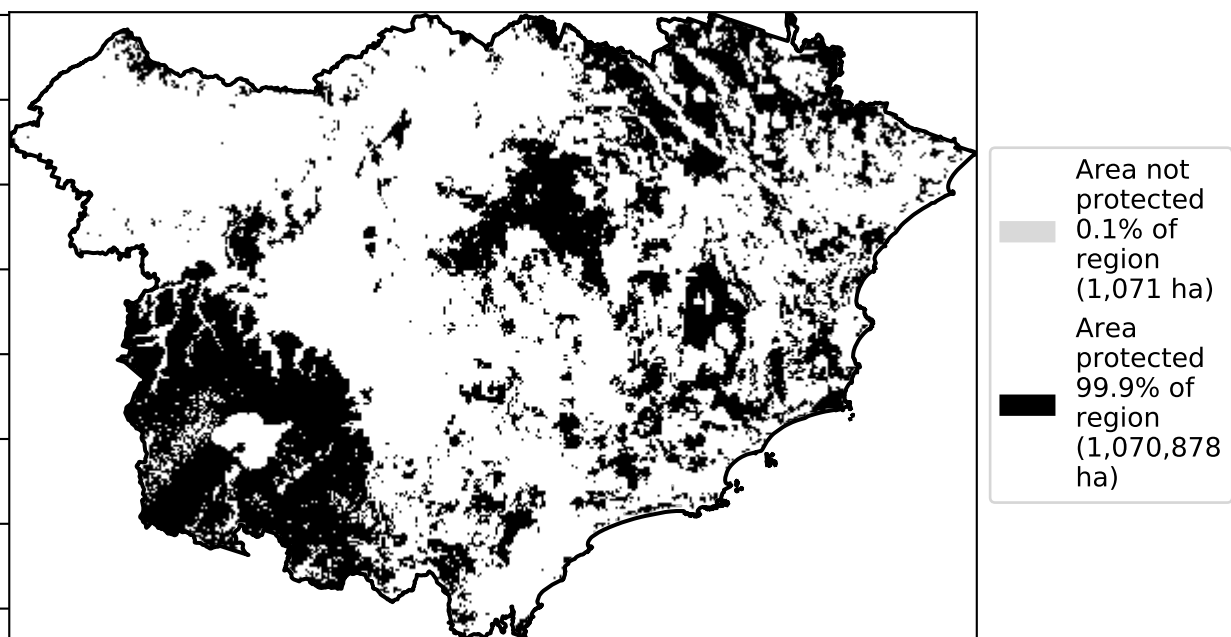 Area not
protected
0.1% of
region
(1,071 ha)
Area
protected
99.9% of
region
(1,070,878
ha)